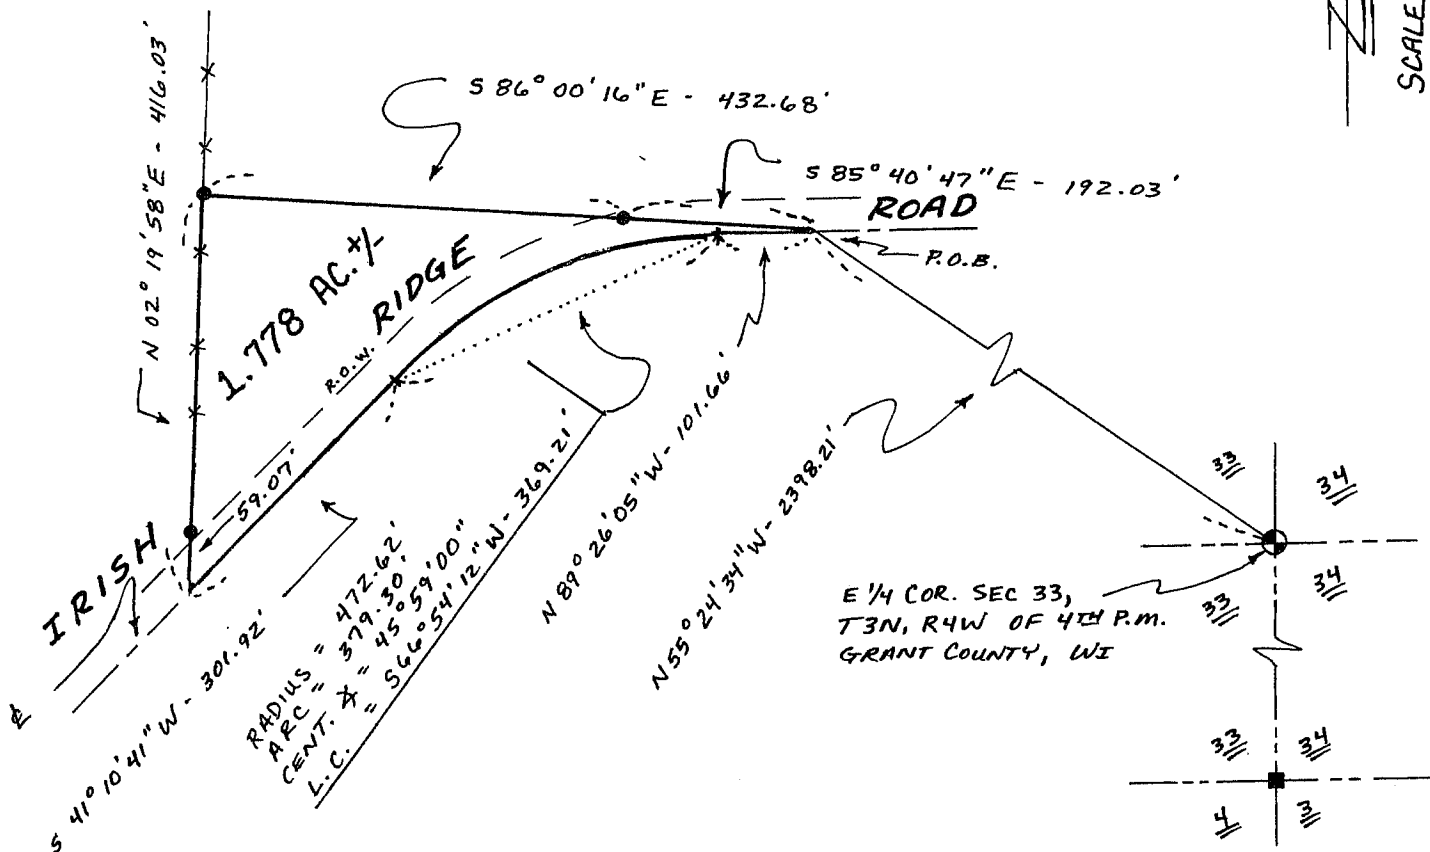 SCALE
N 02° 19' 58" E - 416.03'
S 86° 00' 16" E - 432.68'
S 85° 40' 47" E - 192.03'
ROAD
P.O.B.
RIDGE
1.778 AC. +/-
R.O.W.
59.07'
IRISH
℄
S 41° 10' 41" W - 301.92'
RADIUS = 472.62'
ARC = 379.30'
CENT. ∡ = 45° 59' 00"
L.C. = S 66° 54' 12" W - 369.21'
N 89° 26' 05" W - 101.66'
N 55° 24' 34" W - 2398.21'
33
34
33
34
E 1/4 COR. SEC 33,
T3N, R4W OF 4TH P.M.
GRANT COUNTY, WI
33
34
4
3